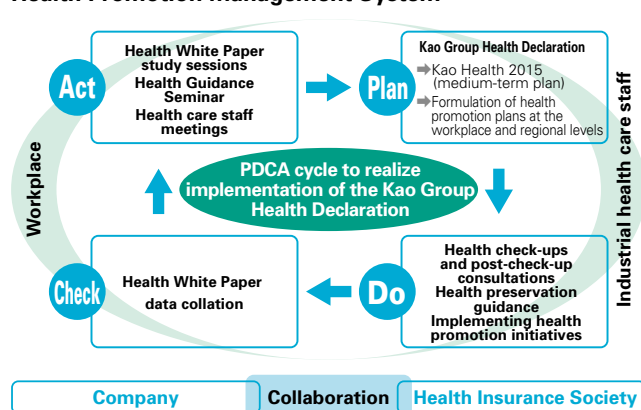 Health Promotion Management System
Act
Health White Paper
study sessions
Health Guidance
Seminar
Health care staff
meetings
Plan
Kao Group Health Declaration
➔Kao Health 2015
(medium-term plan)
➔Formulation of health
promotion plans at the
workplace and regional levels
Workplace
PDCA cycle to realize
implementation of the Kao Group
Health Declaration
Industrial health care staff
Check
Health White Paper
data collation
Do
Health check-ups
and post-check-up
consultations
Health preservation
guidance
Implementing health
promotion initiatives
Company
Collaboration
Health Insurance Society